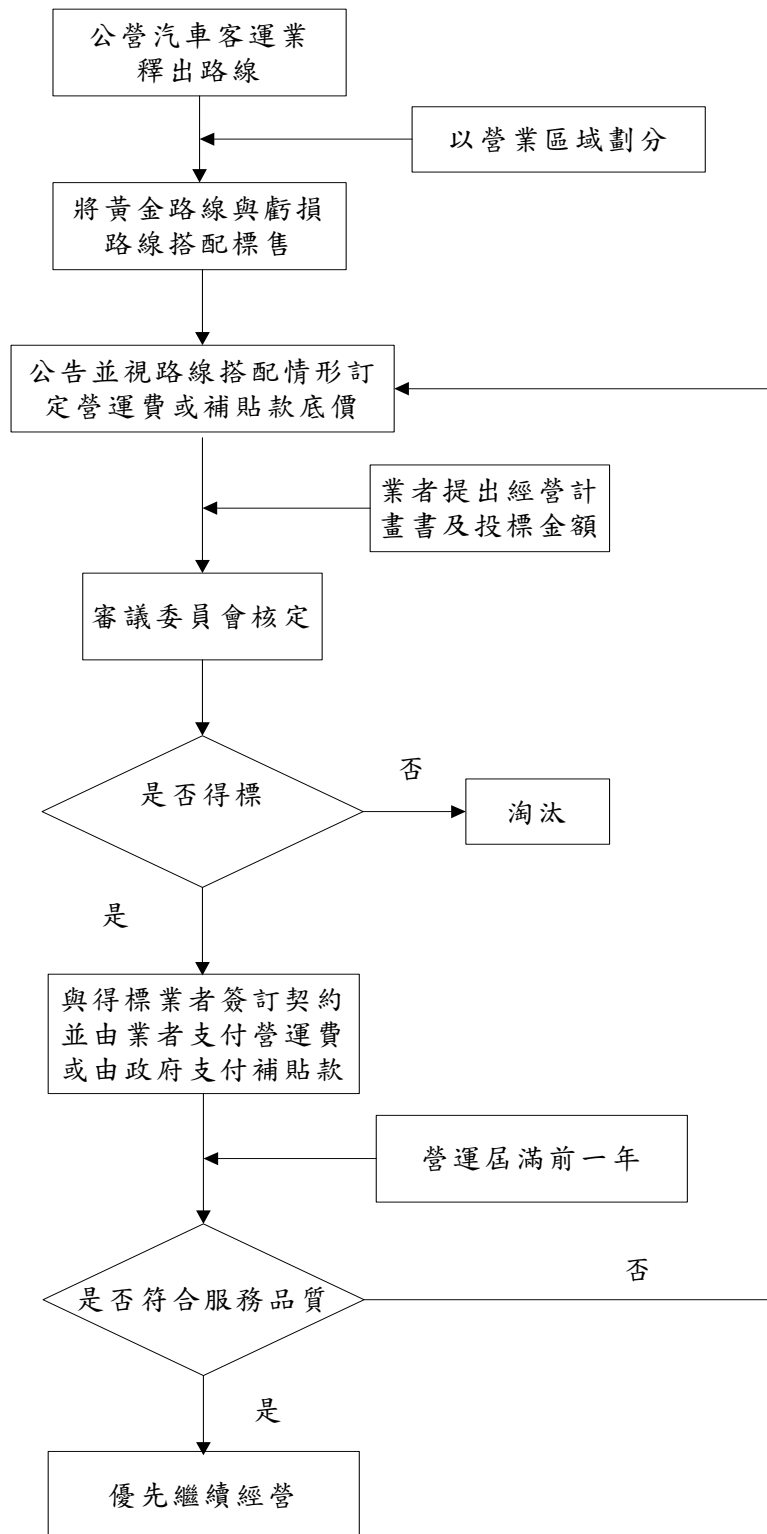 公營汽車客運業
釋出路線
以營業區域劃分
將黃金路線與虧損
路線搭配標售
公告並視路線搭配情形訂
定營運費或補貼款底價
業者提出經營計
畫書及投標金額
審議委員會核定
是否得標
否
淘汰
是
與得標業者簽訂契約
並由業者支付營運費
或由政府支付補貼款
營運屆滿前一年
是否符合服務品質
否
是
優先繼續經營